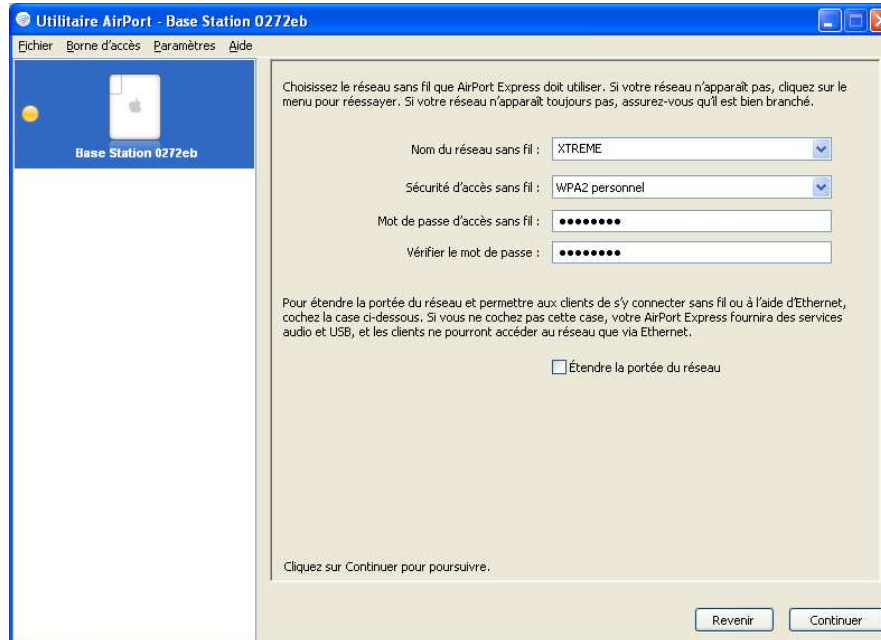 Utilitaire AirPort - Base Station 0272eb
Fichier Borne d'accès Paramètres Aide
Base Station 0272eb
Choisissez le réseau sans fil que AirPort Express doit utiliser. Si votre réseau n'apparaît pas, cliquez sur le
menu pour réessayer. Si votre réseau n'apparaît toujours pas, assurez-vous qu'il est bien branché.
Nom du réseau sans fil : XTREME
Sécurité d'accès sans fil : WPA2 personnel
Mot de passe d'accès sans fil : ••••••••
Vérifier le mot de passe : ••••••••
Pour étendre la portée du réseau et permettre aux clients de s'y connecter sans fil ou à l'aide d'Ethernet,
cochez la case ci-dessous. Si vous ne cochez pas cette case, votre AirPort Express fournira des services
audio et USB, et les clients ne pourront accéder au réseau que via Ethernet.
Étendre la portée du réseau
Cliquez sur Continuer pour poursuivre.
Revenir Continuer